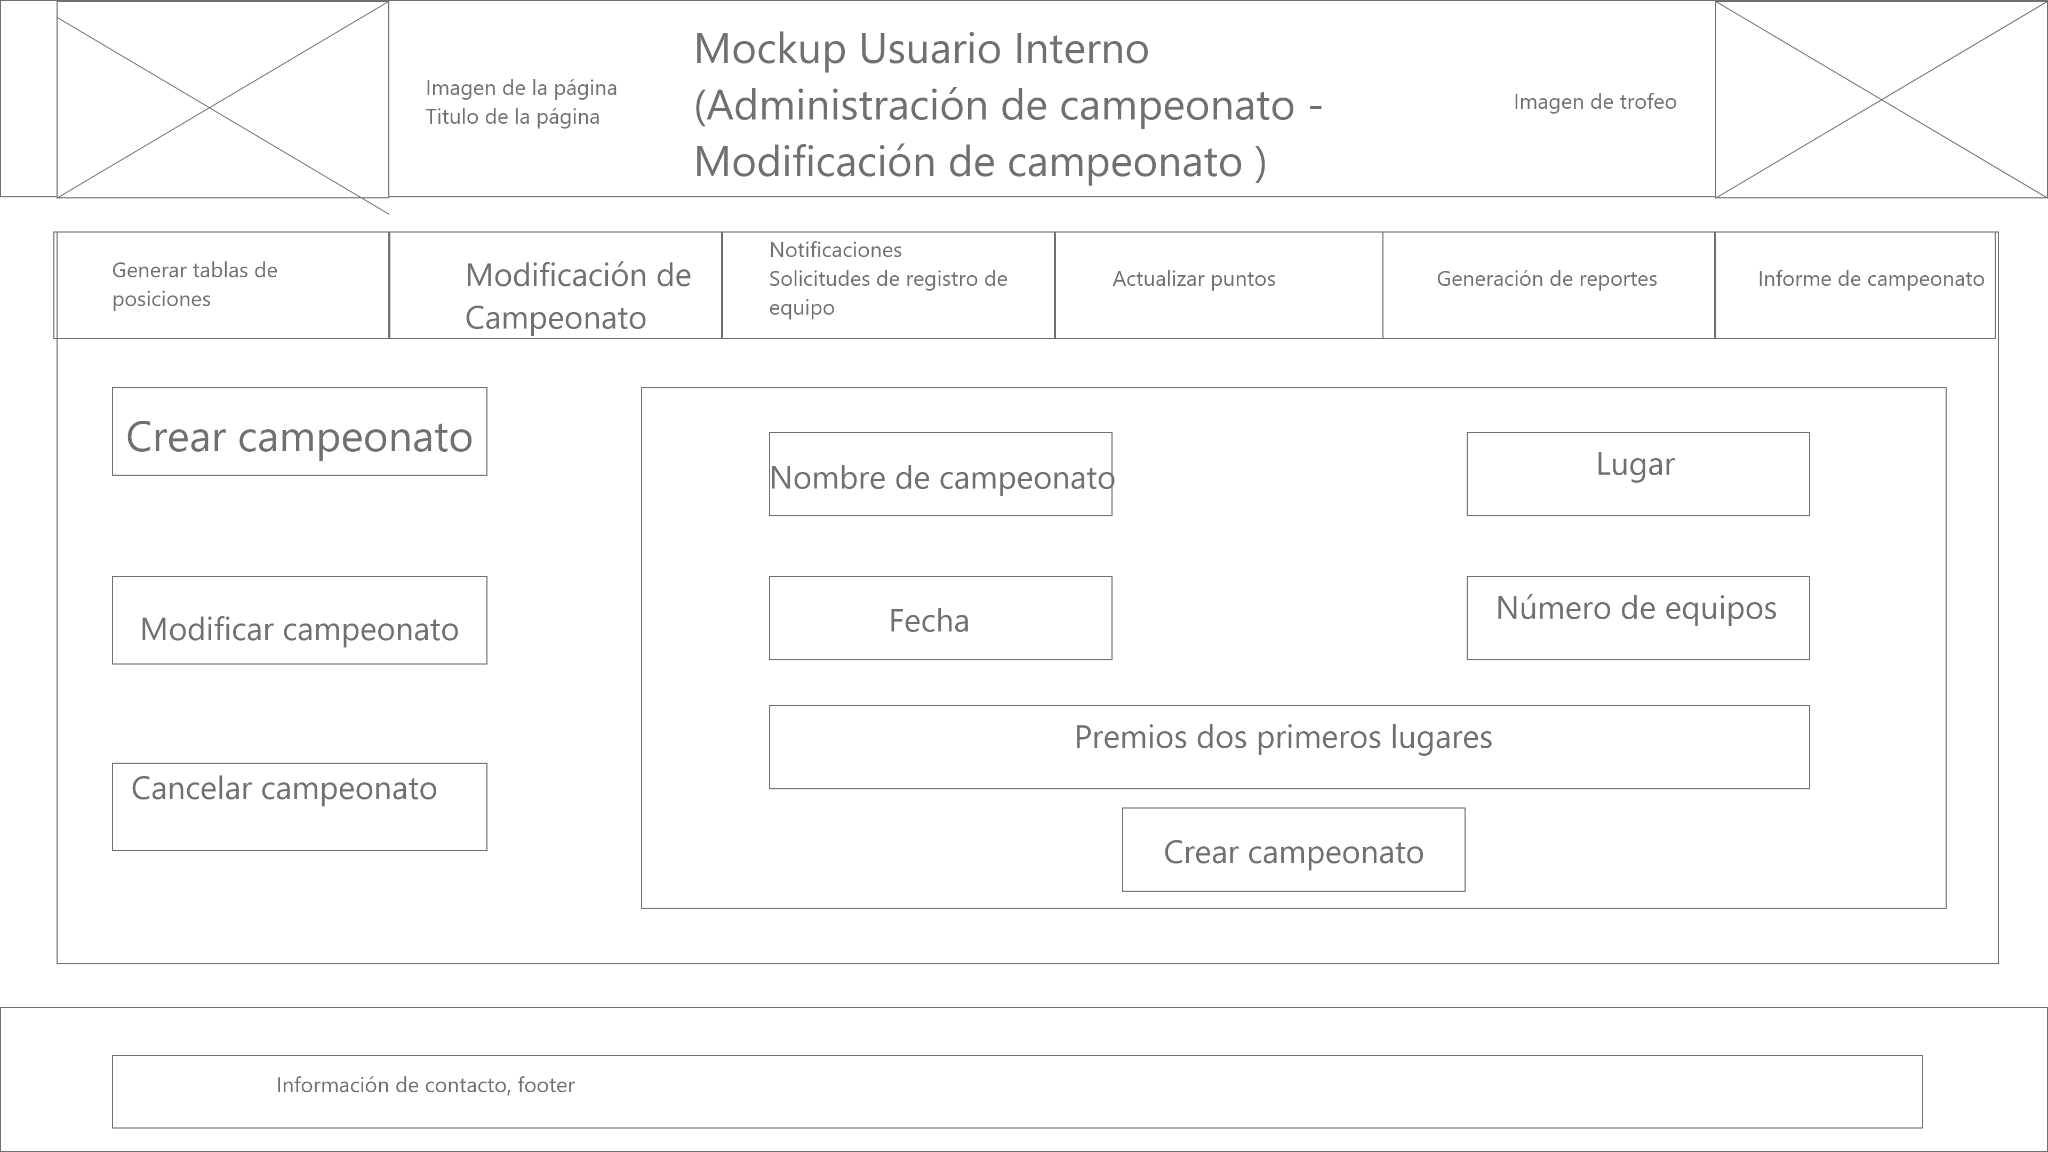 Imagen de la página
Titulo de la página
Mockup Usuario Interno
(Administración de campeonato -
Modificación de campeonato )
Imagen de trofeo
Generar tablas de
posiciones
Modificación de
Campeonato
Notificaciones
Solicitudes de registro de
equipo
Actualizar puntos
Generación de reportes
Informe de campeonato
Crear campeonato
Modificar campeonato
Cancelar campeonato
Nombre de campeonato
Lugar
Fecha
Número de equipos
Premios dos primeros lugares
Crear campeonato
Información de contacto, footer